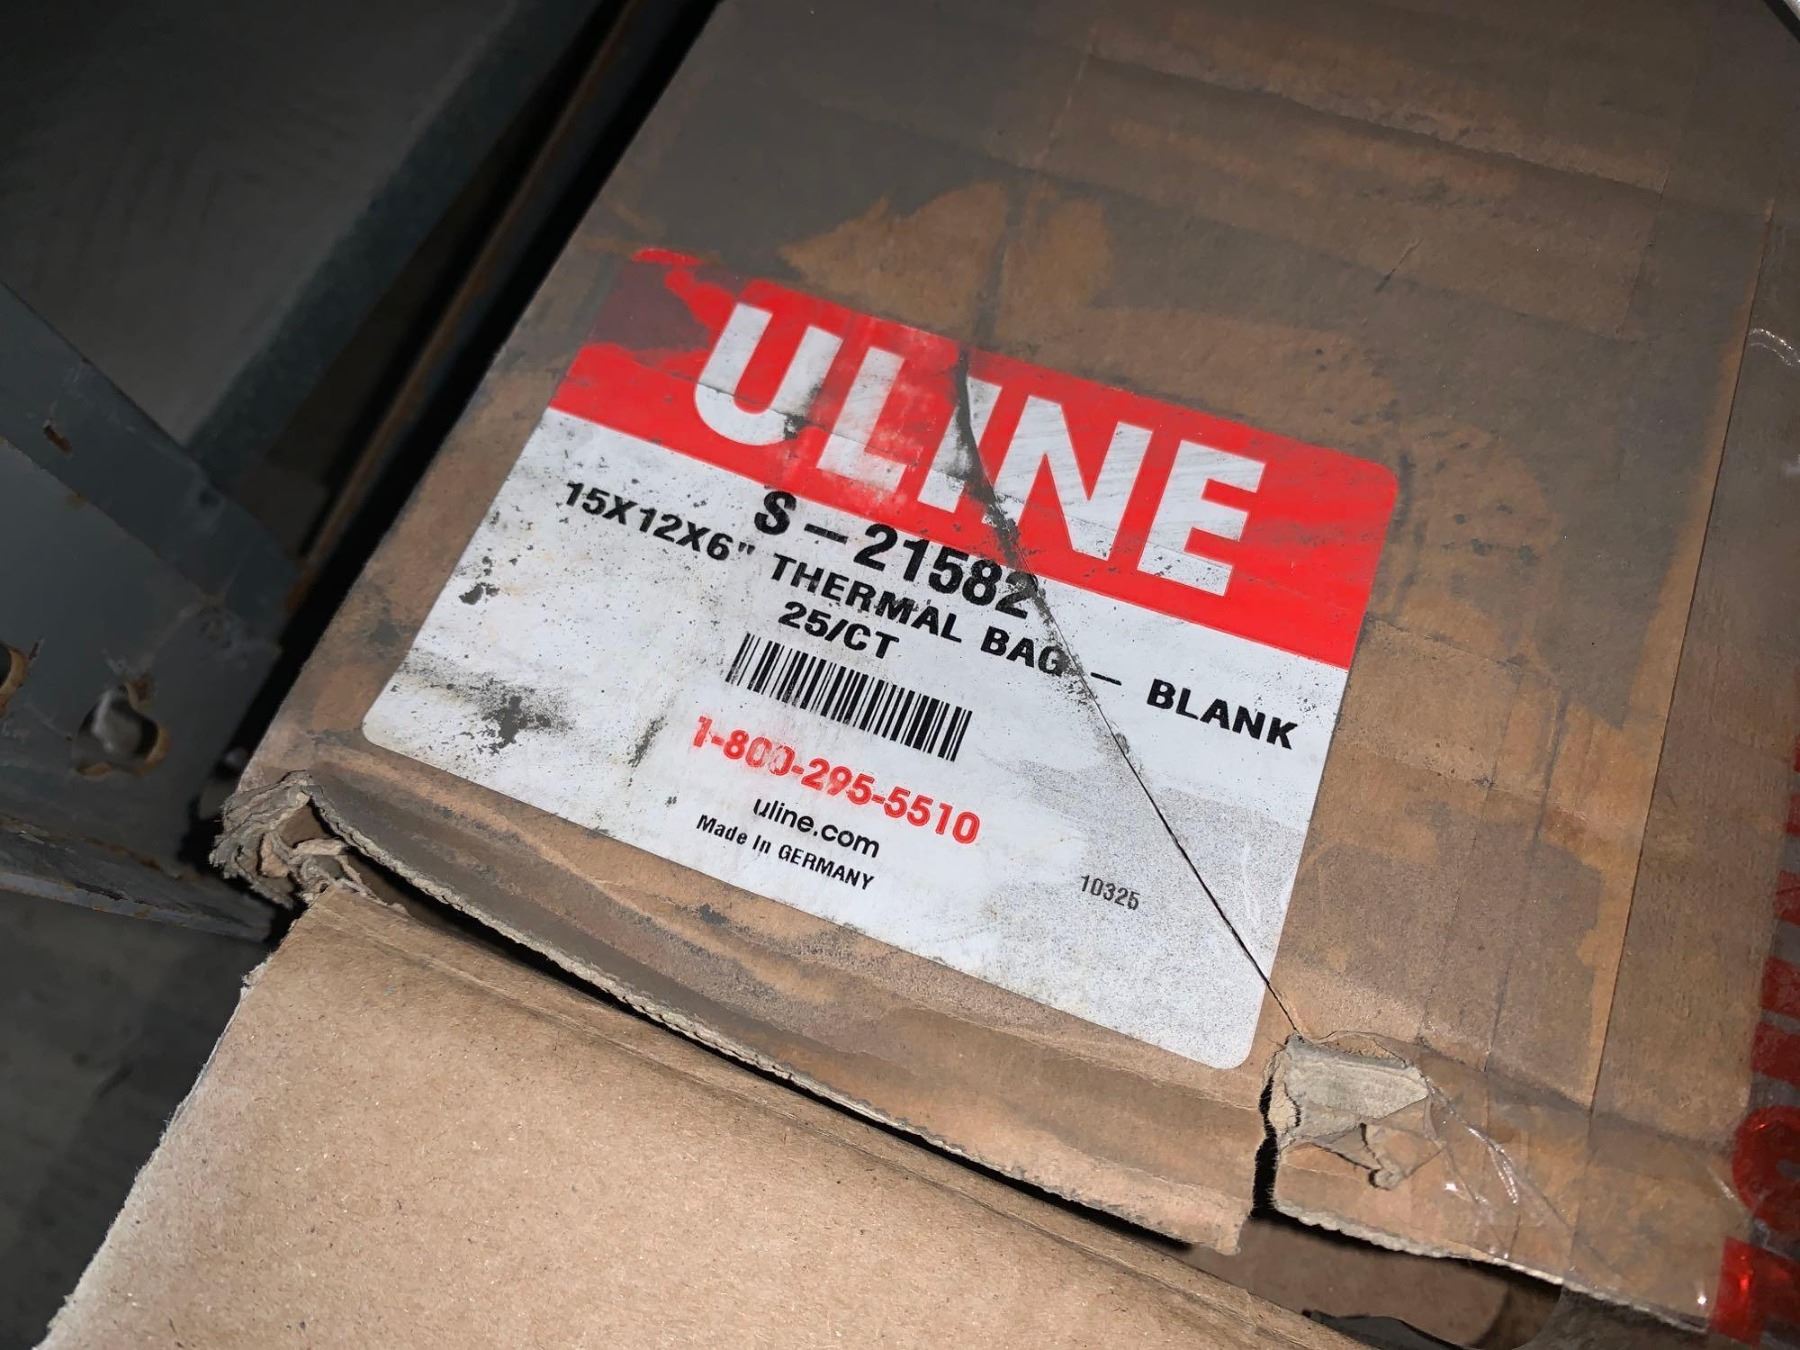 ULINE
S-21582
15X12X6" THERMAL BAG - BLANK
25/CT
1-800-295-5510
uline.com
Made In GERMANY
10325